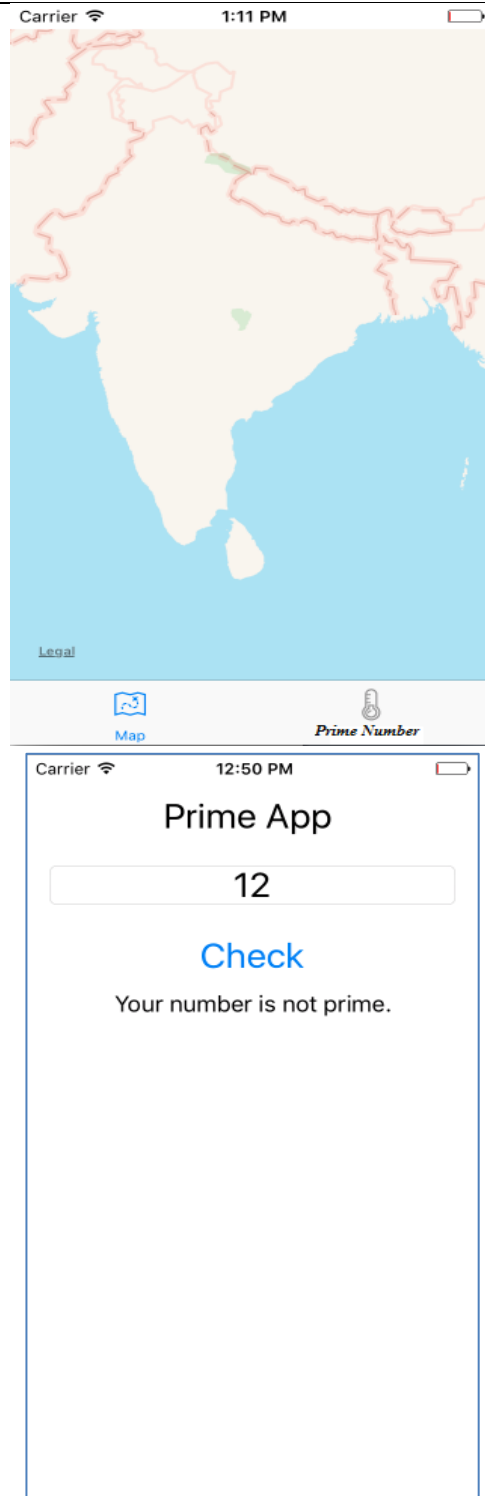 Carrier 1:11 PM
Legal
Map Prime Number
Carrier 12:50 PM
Prime App
12
Check
Your number is not prime.